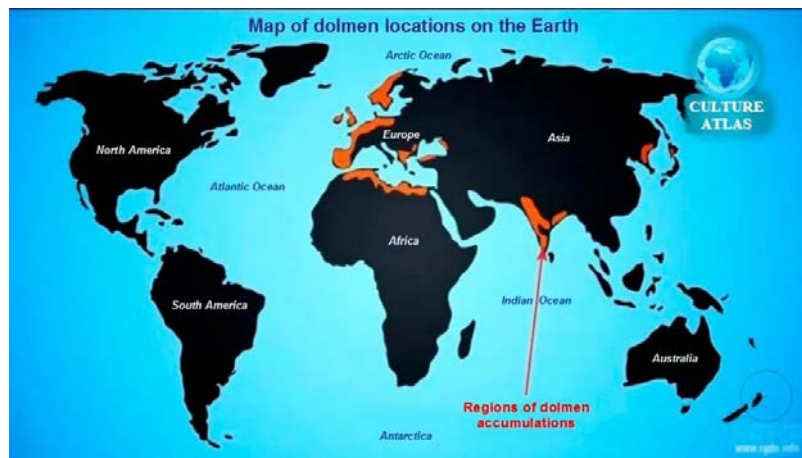 Map of dolmen locations on the Earth
Arctic Ocean
CULTURE
ATLAS
North America
Europe
Asia
Atlantic Ocean
Africa
South America
Indian Ocean
Australia
Regions of dolmen
accumulations
Antarctica